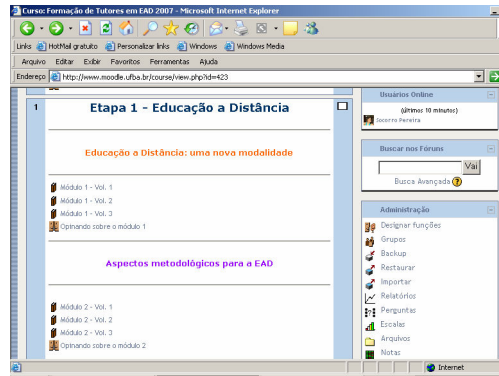 Curso: Formação de Tutores em EAD 2007 - Microsoft Internet Explorer
Links HotMail gratuito Personalizar links Windows Windows Media
Arquivo Editar Exibir Favoritos Ferramentas Ajuda
Endereço http://www.moodle.ufba.br/course/view.php?id=423
1 Etapa 1 - Educação a Distância
Educação a Distância: uma nova modalidade
Módulo 1 - Vol. 1
Módulo 1 - Vol. 2
Módulo 1 - Vol. 3
Opinando sobre o módulo 1
Aspectos metodológicos para a EAD
Módulo 2 - Vol. 1
Módulo 2 - Vol. 2
Módulo 2 - Vol. 3
Opinando sobre o módulo 2
Usuários Online
(últimos 10 minutos)
Socorro Pereira
Buscar nos Fóruns
Vai
Busca Avançada
Administração
Designar funções
Grupos
Backup
Restaurar
Importar
Relatórios
Perguntas
Escalas
Arquivos
Notas
Internet